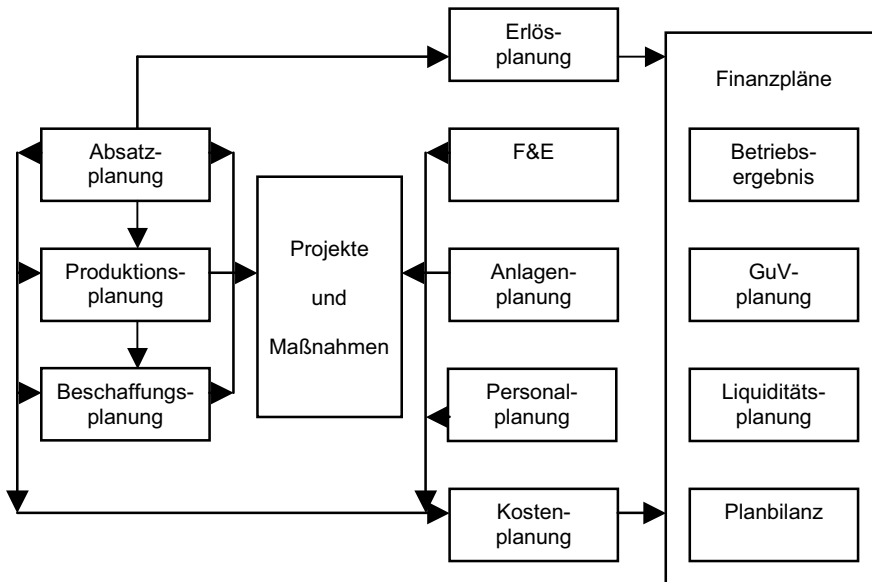 Erlös-
planung
Finanzpläne
Absatz-
planung
F&E
Betriebs-
ergebnis
Projekte
und
Maßnahmen
Produktions-
planung
Anlagen-
planung
GuV-
planung
Beschaffungs-
planung
Personal-
planung
Liquiditäts-
planung
Kosten-
planung
Planbilanz